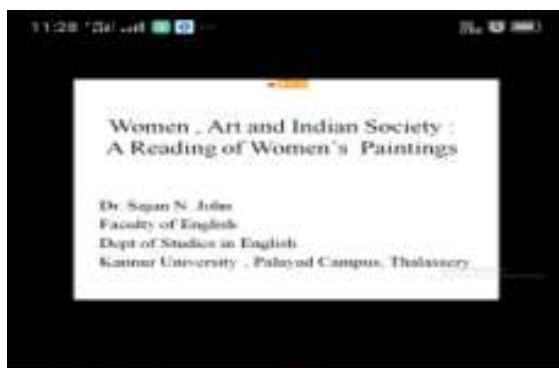 11:28
Women , Art and Indian Society :
A Reading of Women's Paintings
Dr. Sajan N. John
Faculty of English
Dept of Studies in English
Kannur University , Palayad Campus, Thalassery